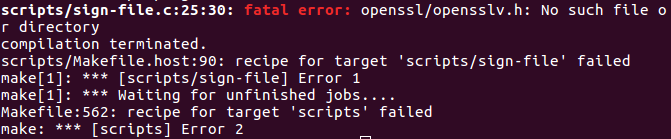 scripts/sign-file.c:25:30: fatal error: openssl/opensslv.h: No such file o
r directory
compilation terminated.
scripts/Makefile.host:90: recipe for target 'scripts/sign-file' failed
make[1]: *** [scripts/sign-file] Error 1
make[1]: *** Waiting for unfinished jobs....
Makefile:562: recipe for target 'scripts' failed
make: *** [scripts] Error 2